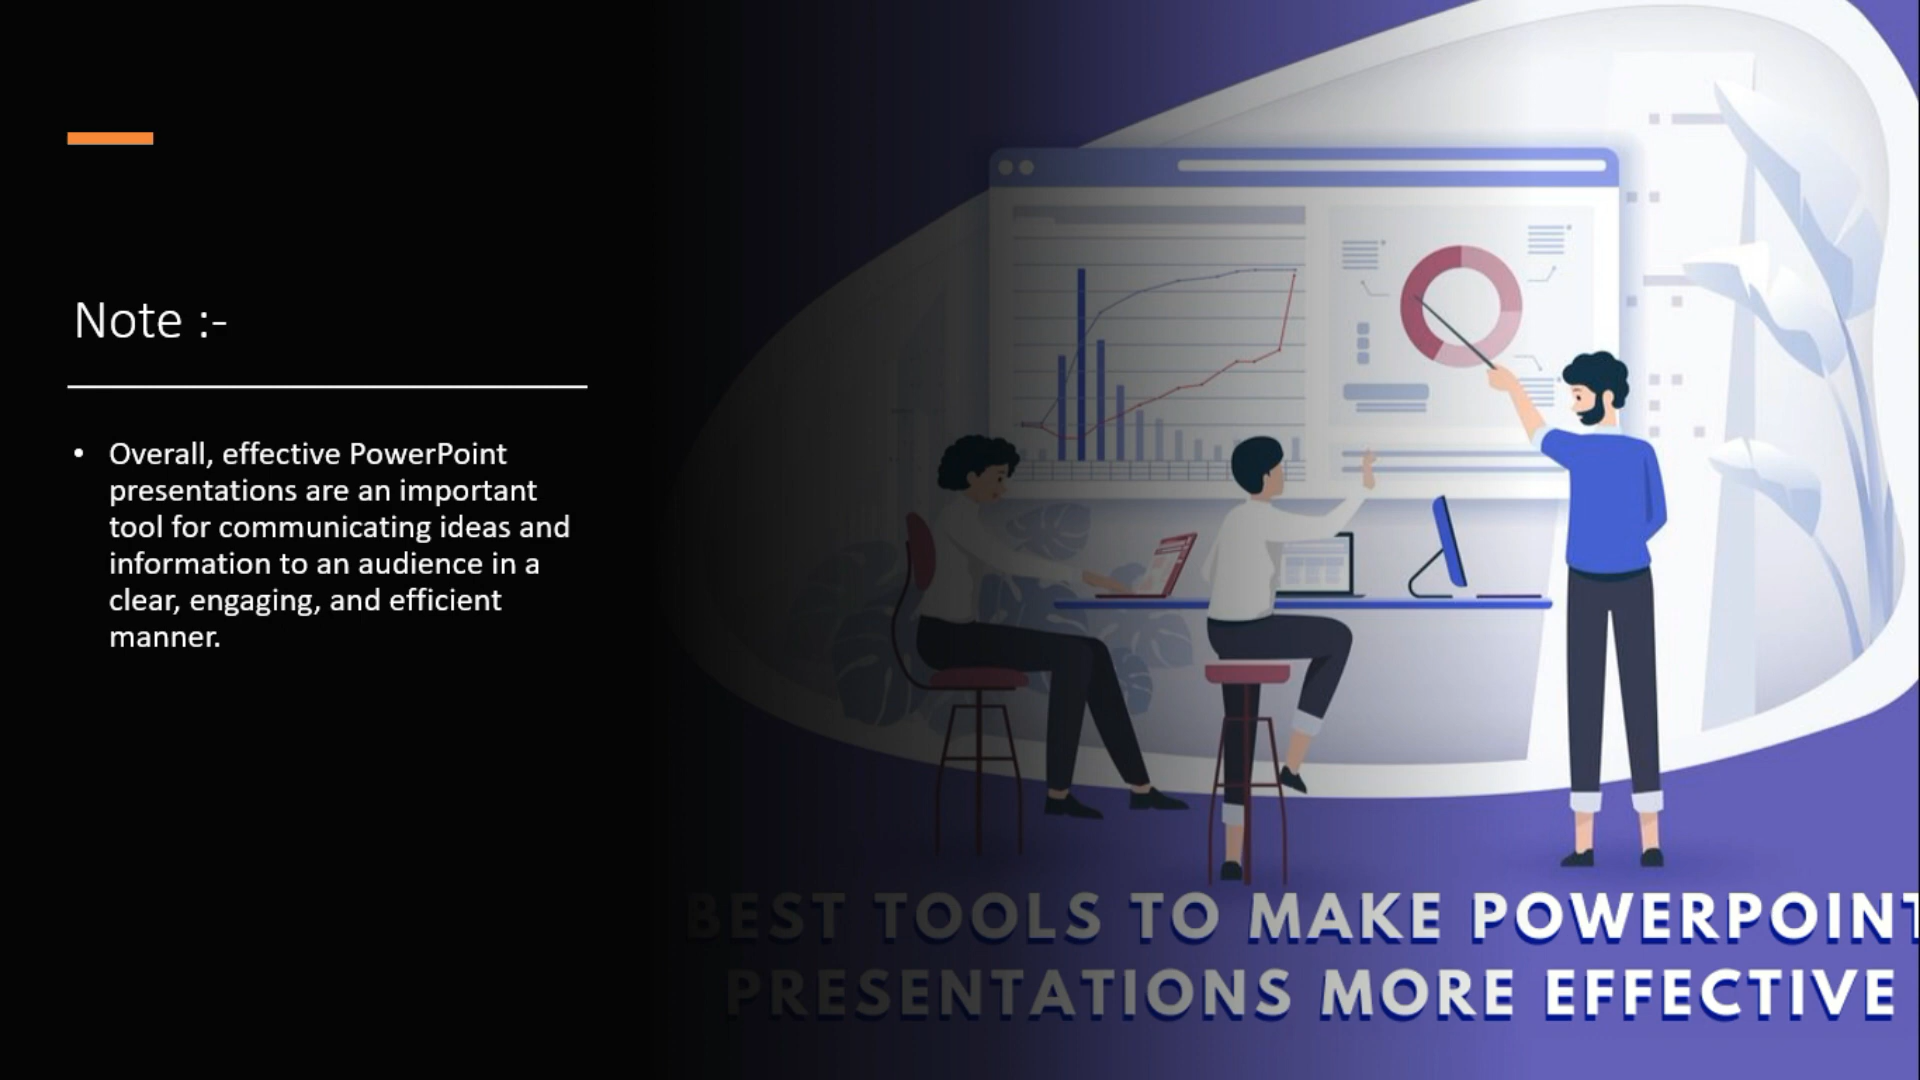 Note :-
• Overall, effective PowerPoint
presentations are an important
tool for communicating ideas and
information to an audience in a
clear, engaging, and efficient
manner.
BEST TOOLS TO MAKE POWERPOINT
PRESENTATIONS MORE EFFECTIVE